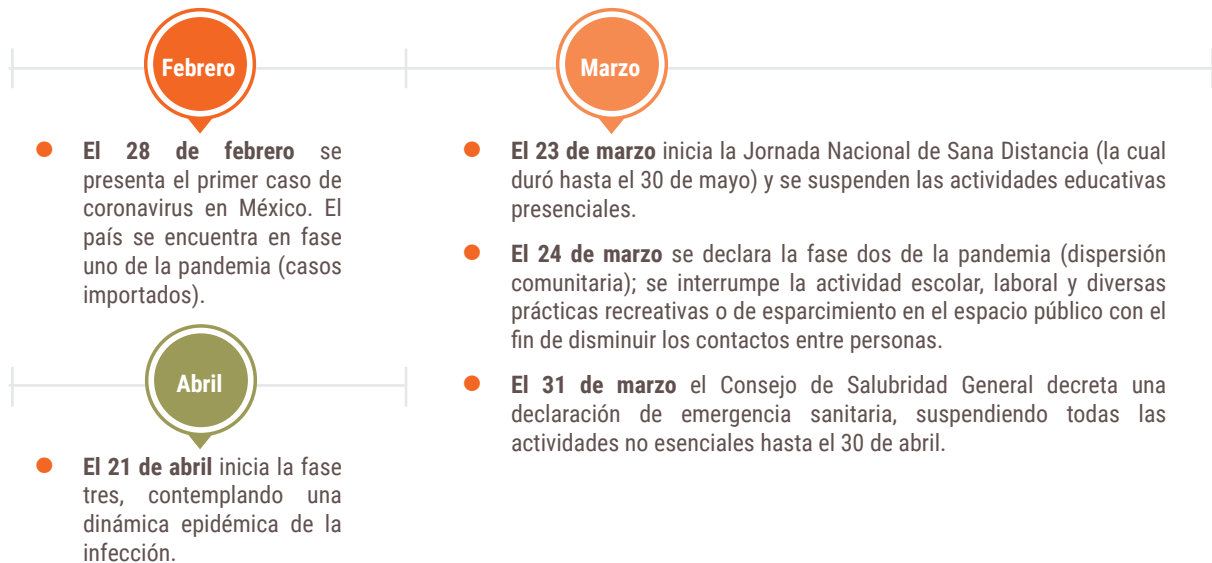 Febrero
El 28 de febrero se
presenta el primer caso de
coronavirus en México. El
país se encuentra en fase
uno de la pandemia (casos
importados).
Marzo
El 23 de marzo inicia la Jornada Nacional de Sana Distancia (la cual
duró hasta el 30 de mayo) y se suspenden las actividades educativas
presenciales.
El 24 de marzo se declara la fase dos de la pandemia (dispersión
comunitaria); se interrumpe la actividad escolar, laboral y diversas
prácticas recreativas o de esparcimiento en el espacio público con el
fin de disminuir los contactos entre personas.
El 31 de marzo el Consejo de Salubridad General decreta una
declaración de emergencia sanitaria, suspendiendo todas las
actividades no esenciales hasta el 30 de abril.
Abril
El 21 de abril inicia la fase
tres, contemplando una
dinámica epidémica de la
infección.